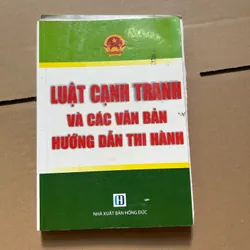 LUẬT CẠNH TRANH
VÀ CÁC VĂN BẢN
HƯỚNG DẪN THI HÀNH
NHÀ XUẤT BẢN HỒNG ĐỨC